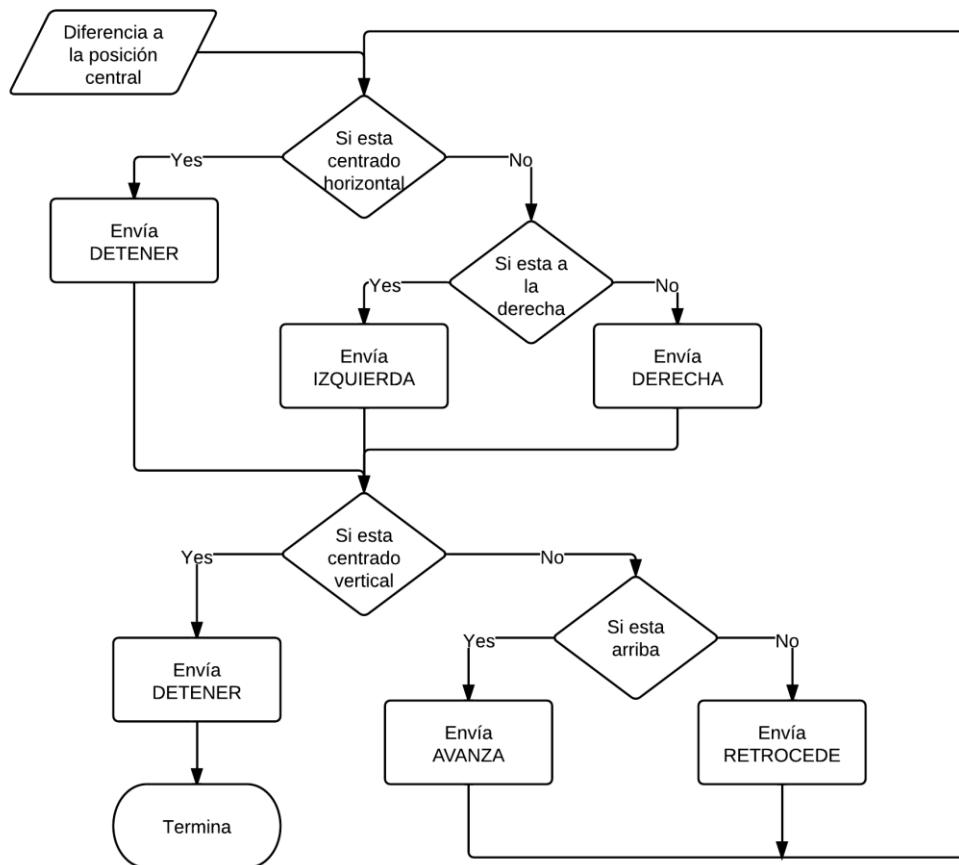 Diferencia a
la posición
central
Si esta
centrado
horizontal
Yes
No
Envía
DETENER
Si esta a
la
derecha
Yes
No
Envía
IZQUIERDA
Envía
DERECHA
Si esta
centrado
vertical
Yes
No
Si esta
arriba
Yes
No
Envía
DETENER
Envía
AVANZA
Envía
RETROCEDE
Termina